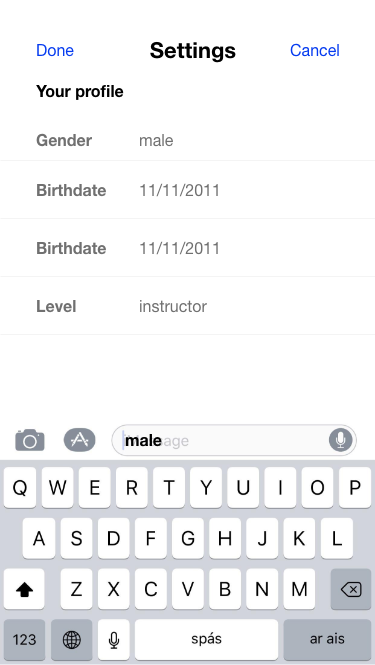 Done Settings Cancel
Your profile
Gender male
Birthdate 11/11/2011
Birthdate 11/11/2011
Level instructor
male age
Q W E R T Y U I O P
A S D F G H J K L
Z X C V B N M
123 spás ar ais